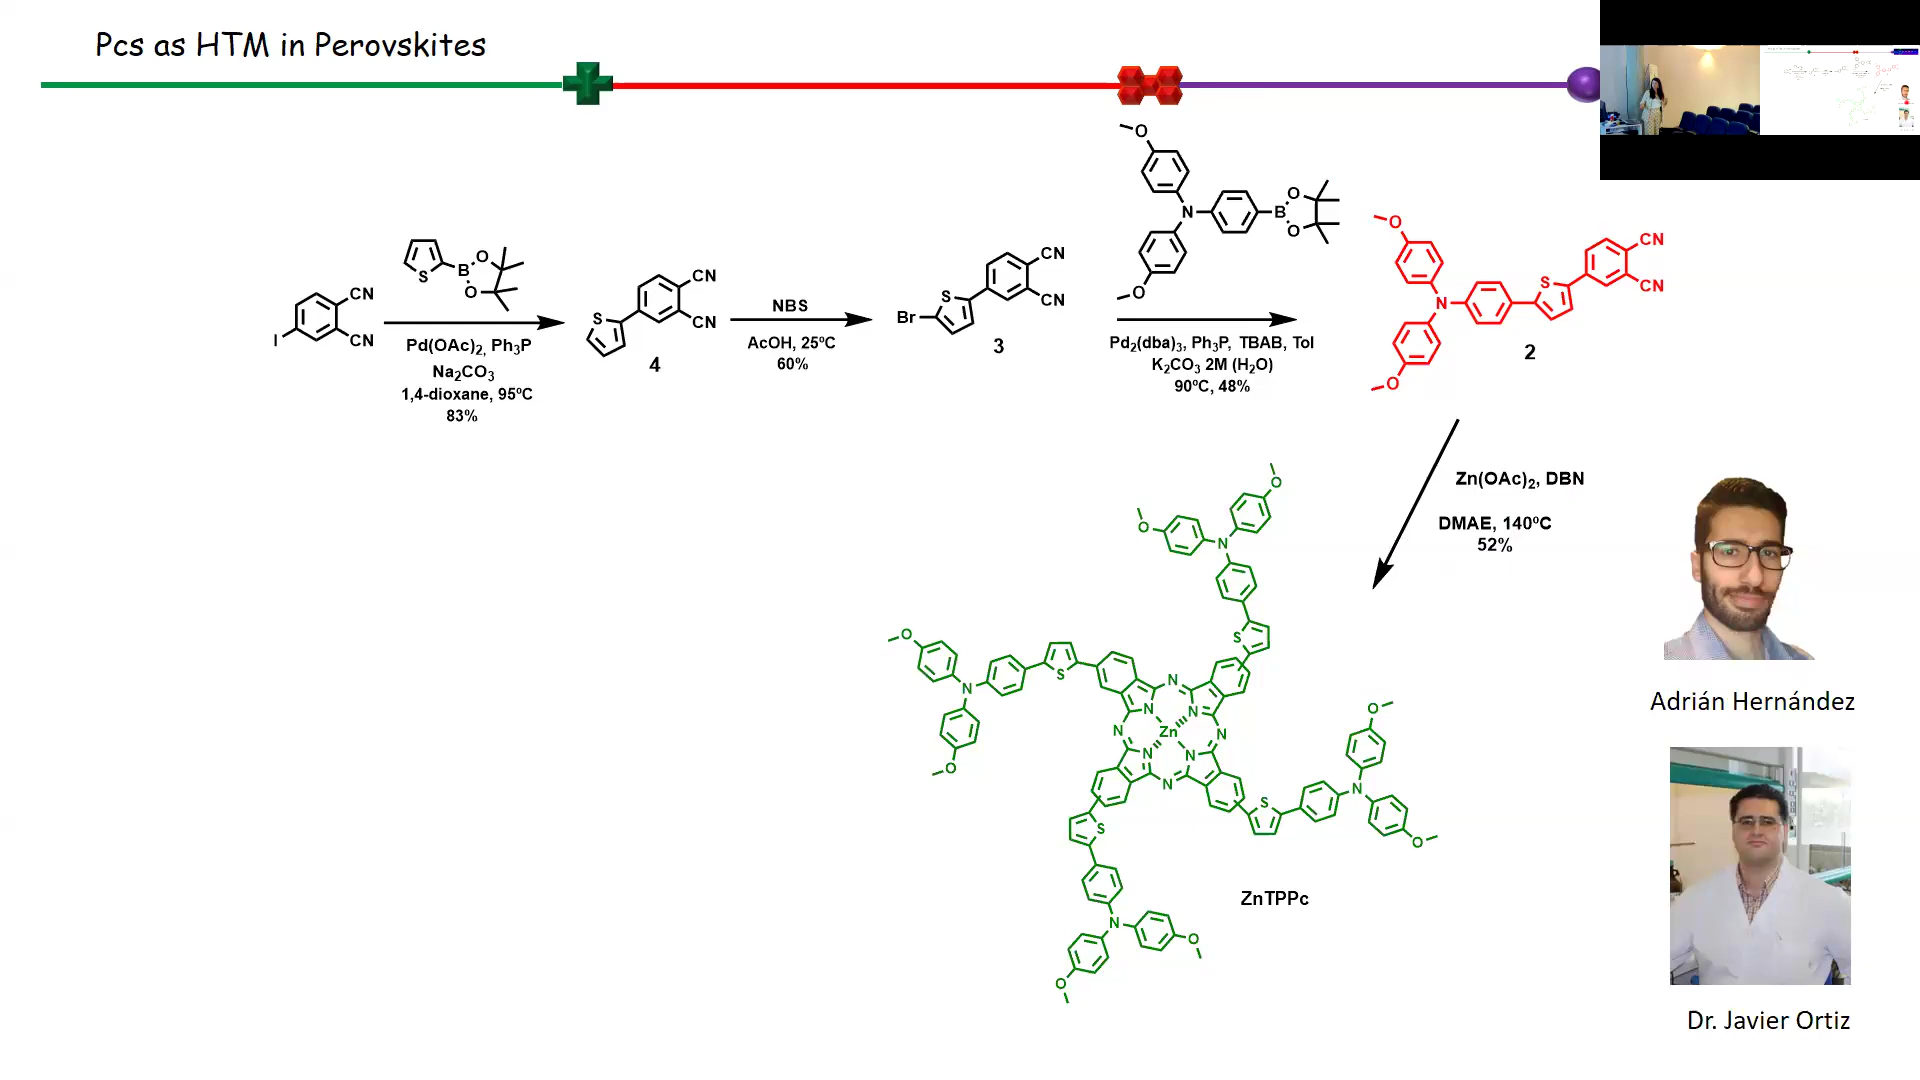 Pcs as HTM in Perovskites
I
CN
CN
S
B
O
O
Pd(OAc)₂, Ph₃P
Na₂CO₃
1,4-dioxane, 95ºC
83%
S
CN
CN
4
NBS
AcOH, 25ºC
60%
Br
S
CN
CN
3
O
O
N
B
O
O
Pd₂(dba)₃, Ph₃P, TBAB, Tol
K₂CO₃ 2M (H₂O)
90ºC, 48%
O
O
N
S
CN
CN
2
Zn(OAc)₂, DBN
DMAE, 140ºC
52%
O
O
N
S
O
O
N
S
N
N
N
N
Zn
N
N
N
N
S
N
O
O
S
N
O
O
ZnTPPc
Adrián Hernández
Dr. Javier Ortiz